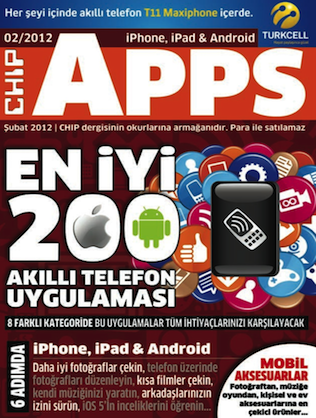 Her şeyi içinde akıllı telefon T11 Maxiphone içerde.
TURKCELL
02/2012
iPhone, iPad & Android
CHIP
APPS
Şubat 2012 | CHIP dergisinin okurlarına armağanıdır. Para ile satılamaz
EN iYi
200
AKILLI TELEFON
UYGULAMASI
8 FARKLI KATEGORİDE BU UYGULAMALAR TÜM İHTİYAÇLARINIZI KARŞILAYACAK
6 ADIMDA
iPhone, iPad & Android
Daha iyi fotoğraflar çekin, telefon üzerinde
fotoğrafları düzenleyin, kısa filmler çekin,
kendi müziğinizi yaratın, arkadaşlarınızın
izini sürün, iOS 5'in inceliklerini öğrenin...
MOBİL
AKSESUARLAR
Fotoğraftan, müziğe
oyundan, kişisel ve ev
aksesuarlarına en
çekici ürünler...